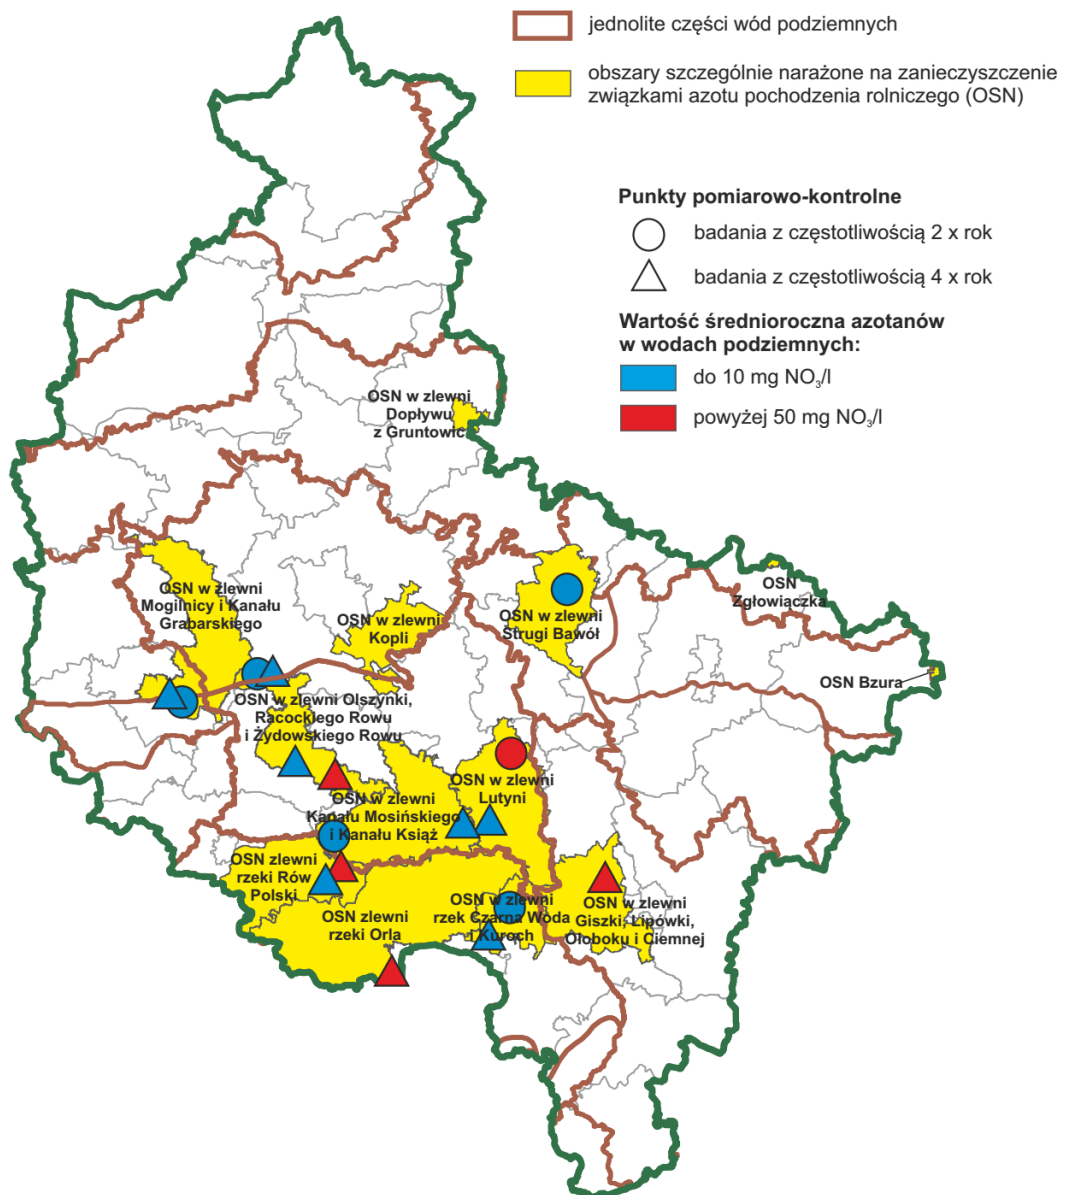 jednolite części wód podziemnych
obszary szczególnie narażone na zanieczyszczenie
związkami azotu pochodzenia rolniczego (OSN)
Punkty pomiarowo-kontrolne
badania z częstotliwością 2 x rok
badania z częstotliwością 4 x rok
Wartość średnioroczna azotanów
w wodach podziemnych:
do 10 mg NO₃/l
powyżej 50 mg NO₃/l
OSN w zlewni
Dopływu
z Gruntowic
OSN w zlewni
Mogilnicy i Kanału
Grabarskiego
OSN w zlewni
Kopli
OSN w zlewni
Strugi Bawół
OSN
Zgłowiączka
OSN Bzura
OSN w zlewni Olszynki,
Racockiego Rowu
i Żydowskiego Rowu
OSN w zlewni
Lutyni
OSN w zlewni
Kanału Mosińskiego
i Kanału Książ
OSN zlewni
rzeki Rów
Polski
OSN zlewni
rzeki Orla
OSN w zlewni
rzek Czarna Woda
i Kuroch
OSN w zlewni
Giszki, Lipówki,
Ołoboku i Ciemnej